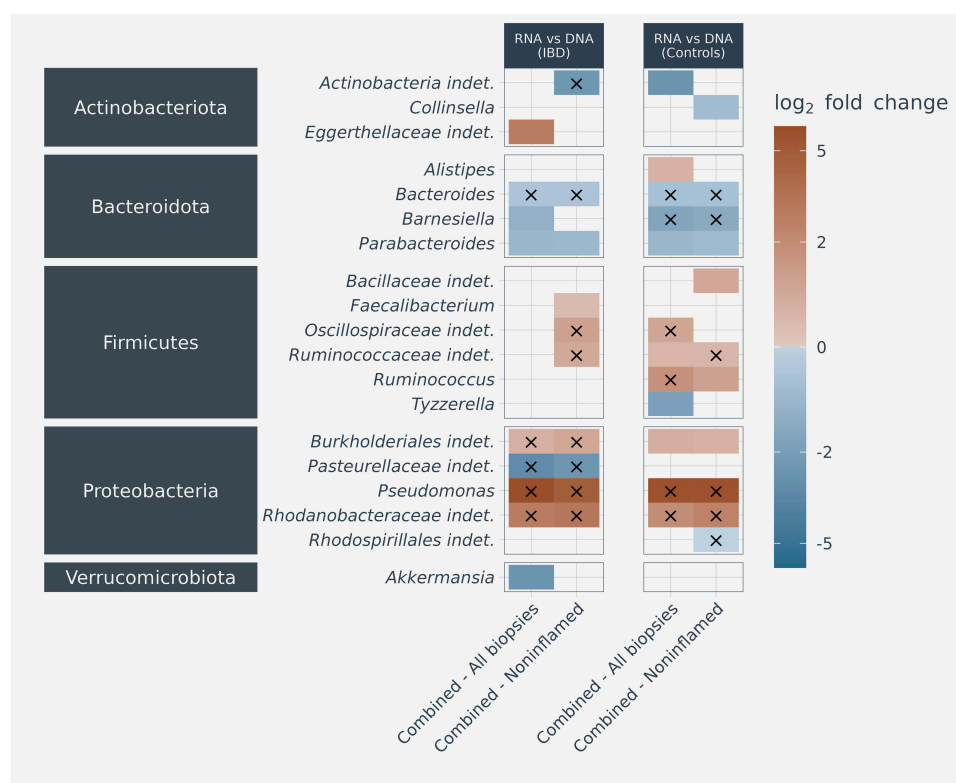 RNA vs DNA
(IBD)
RNA vs DNA
(Controls)
Actinobacteriota
Actinobacteria indet.
Collinsella
Eggerthellaceae indet.
Bacteroidota
Alistipes
Bacteroides
Barnesiella
Parabacteroides
Firmicutes
Bacillaceae indet.
Faecalibacterium
Oscillospiraceae indet.
Ruminococcaceae indet.
Ruminococcus
Tyzzerella
Proteobacteria
Burkholderiales indet.
Pasteurellaceae indet.
Pseudomonas
Rhodanobacteraceae indet.
Rhodospirillales indet.
Verrucomicrobiota
Akkermansia
Combined - All biopsies
Combined - Noninflamed
Combined - All biopsies
Combined - Noninflamed
log₂ fold change
5
2
0
-2
-5